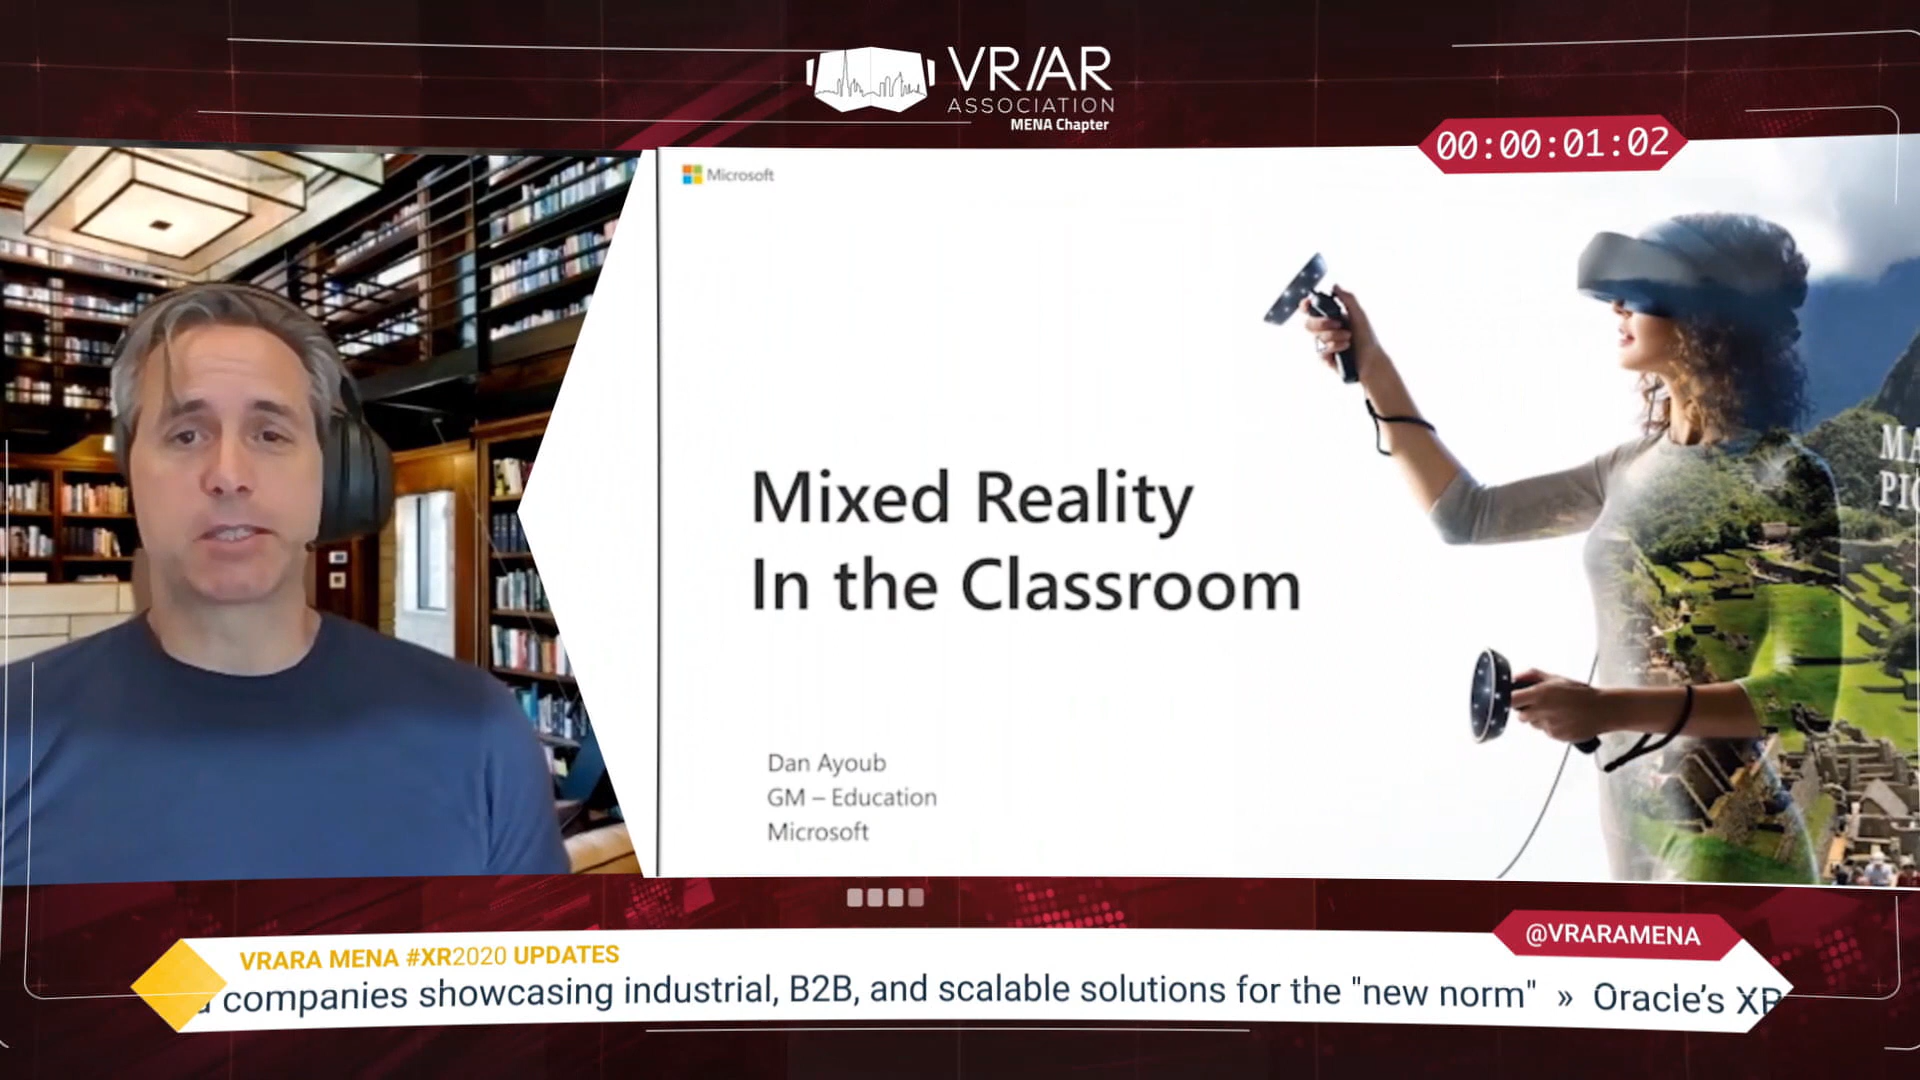 VR/AR
ASSOCIATION
MENA Chapter
00:00:01:02
Microsoft
Mixed Reality
In the Classroom
Dan Ayoub
GM – Education
Microsoft
@VRARAMENA
VRARA MENA #XR2020 UPDATES
companies showcasing industrial, B2B, and scalable solutions for the "new norm" » Oracle's XR